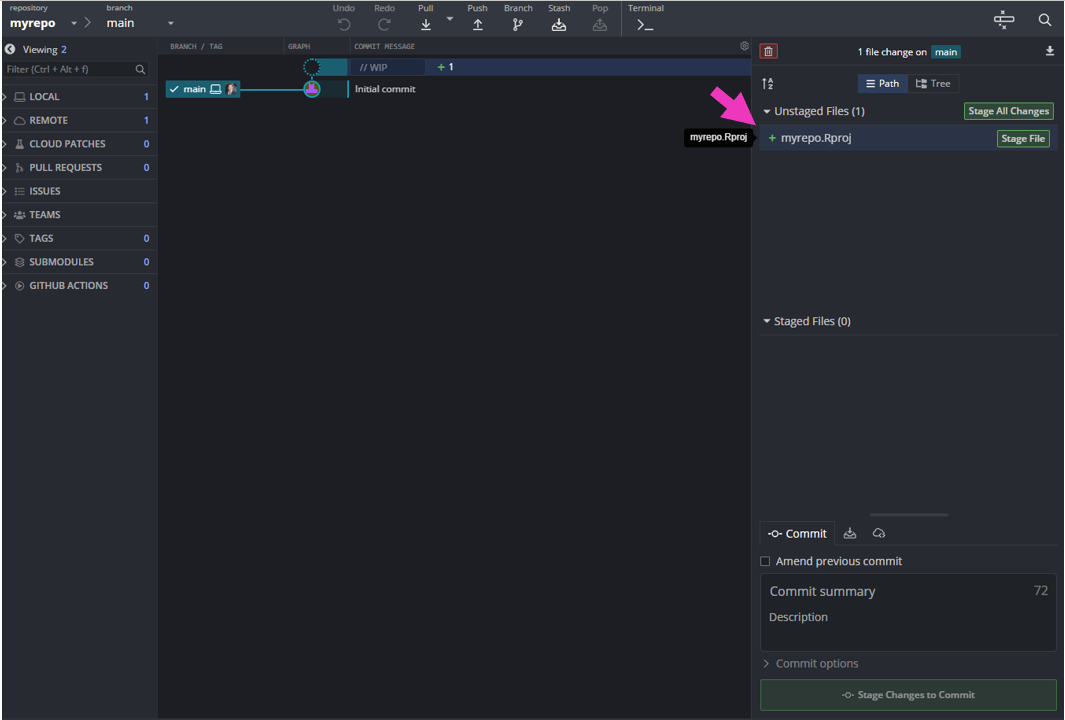 repository
myrepo
branch
main
Undo
Redo
Pull
Push
Branch
Stash
Pop
Terminal
Viewing 2
Filter (Ctrl + Alt + f)
LOCAL 1
REMOTE 1
CLOUD PATCHES 0
PULL REQUESTS 0
ISSUES
TEAMS
TAGS 0
SUBMODULES 0
GITHUB ACTIONS 0
BRANCH / TAG
GRAPH
COMMIT MESSAGE
// WIP + 1
main
Initial commit
1 file change on main
Path
Tree
Unstaged Files (1)
Stage All Changes
myrepo.Rproj
+ myrepo.Rproj
Stage File
Staged Files (0)
Commit
Amend previous commit
Commit summary 72
Description
Commit options
Stage Changes to Commit